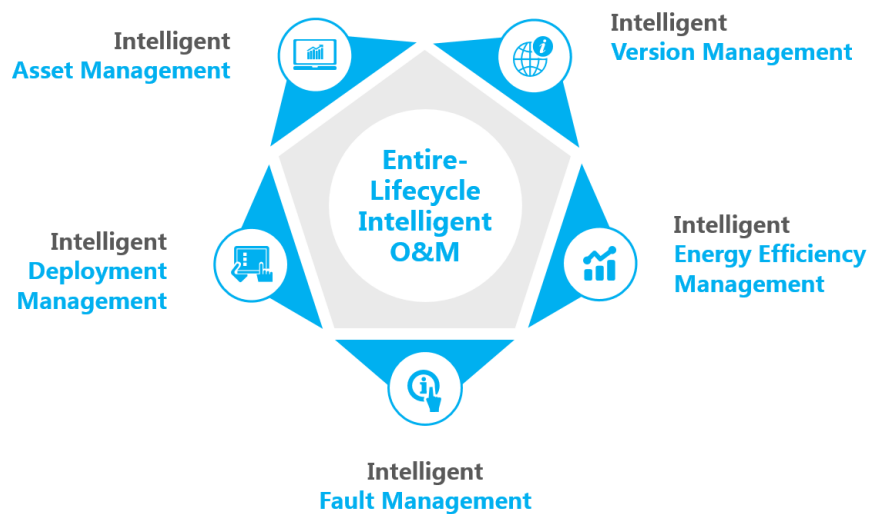 Intelligent
Asset Management
Intelligent
Version Management
Entire-
Lifecycle
Intelligent
O&M
Intelligent
Deployment
Management
Intelligent
Energy Efficiency
Management
Intelligent
Fault Management